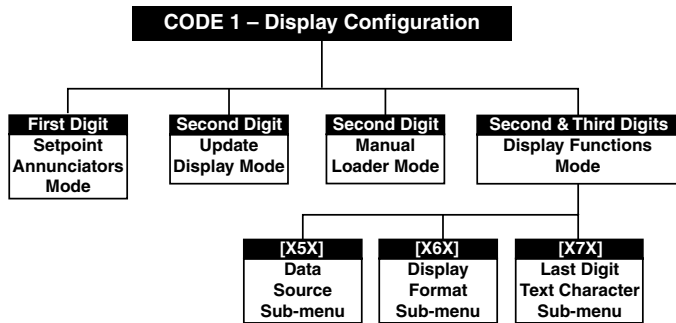 CODE 1 – Display Configuration
First Digit
Setpoint
Annunciators
Mode
Second Digit
Update
Display Mode
Second Digit
Manual
Loader Mode
Second & Third Digits
Display Functions
Mode
[X5X]
Data
Source
Sub-menu
[X6X]
Display
Format
Sub-menu
[X7X]
Last Digit
Text Character
Sub-menu